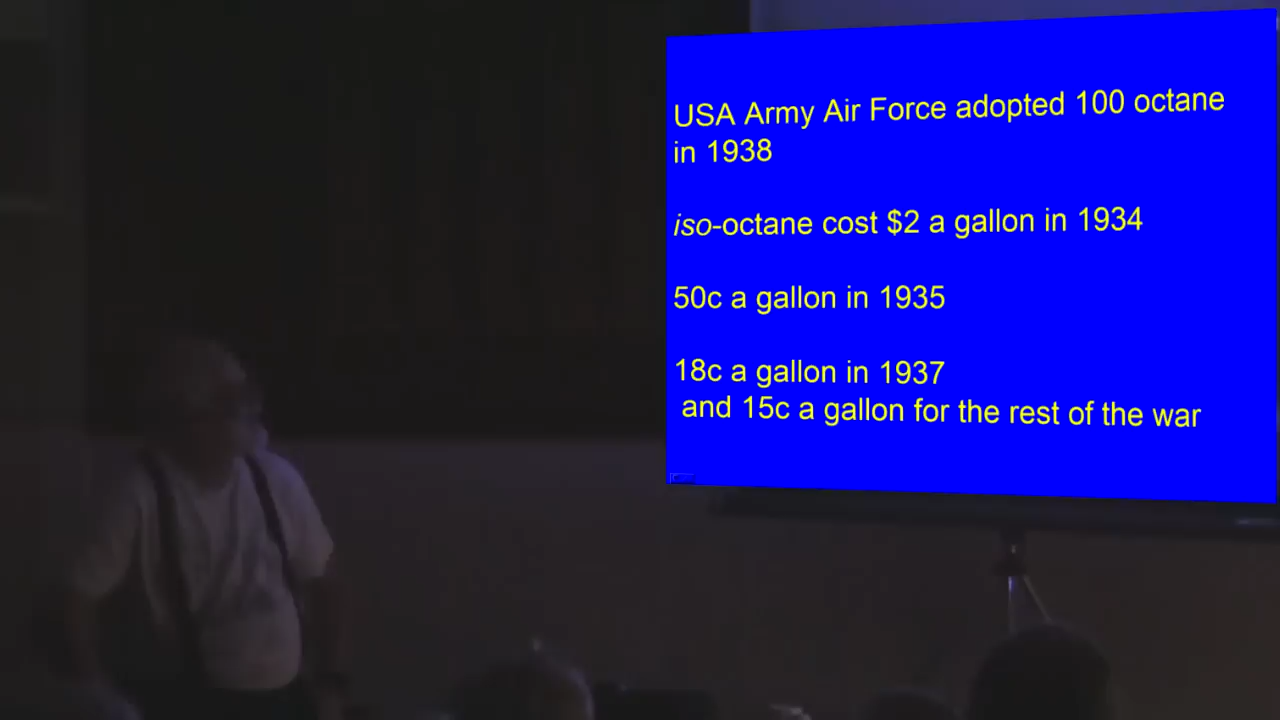 USA Army Air Force adopted 100 octane
in 1938
iso-octane cost $2 a gallon in 1934
50c a gallon in 1935
18c a gallon in 1937
and 15c a gallon for the rest of the war